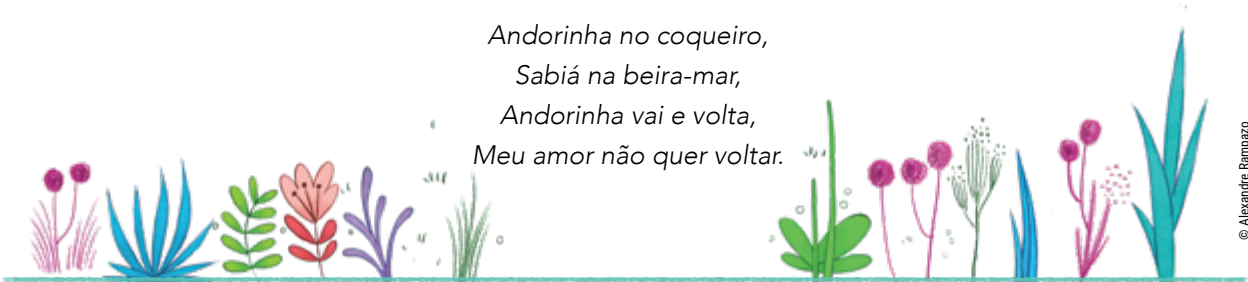 Andorinha no coqueiro,
Sabiá na beira-mar,
Andorinha vai e volta,
Meu amor não quer voltar.
© Alexandre Rampazo